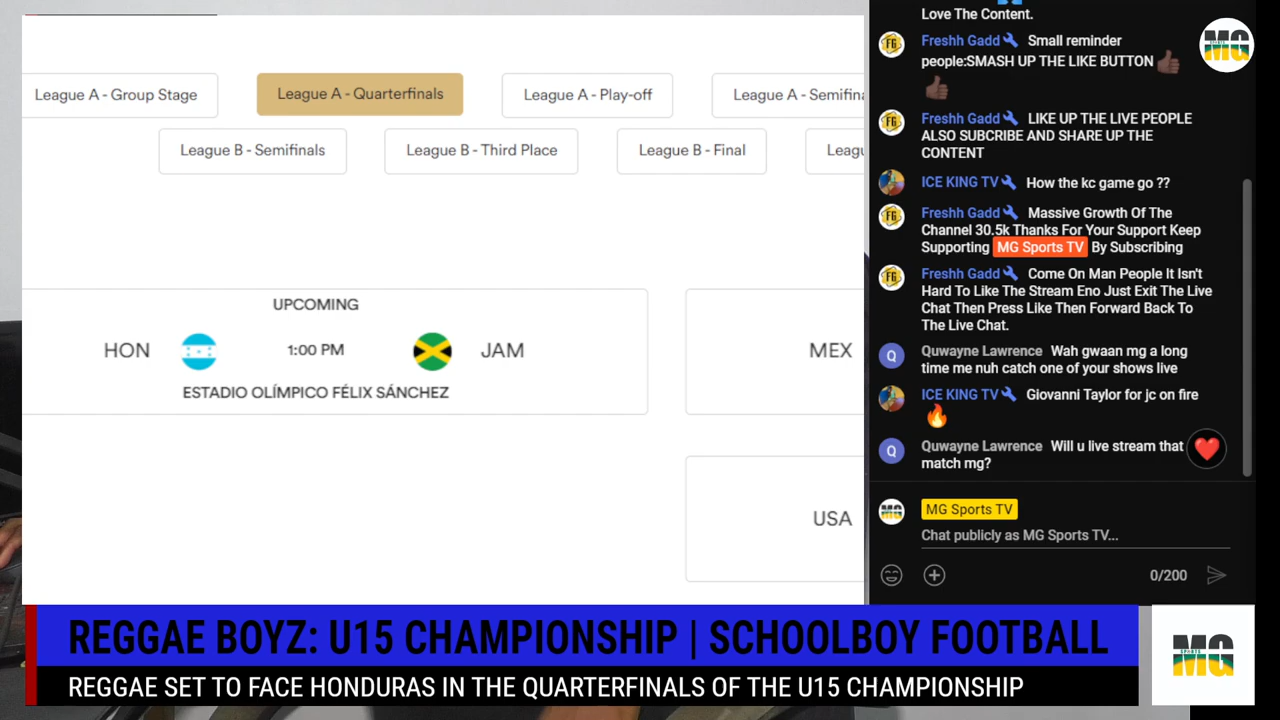 League A - Group Stage
League A - Quarterfinals
League A - Play-off
League A - Semifina
League B - Semifinals
League B - Third Place
League B - Final
Leagu
UPCOMING
HON
1:00 PM
JAM
ESTADIO OLÍMPICO FÉLIX SÁNCHEZ
MEX
USA
Love The Content.
Freshh Gadd Small reminder
people:SMASH UP THE LIKE BUTTON
Freshh Gadd LIKE UP THE LIVE PEOPLE
ALSO SUBCRIBE AND SHARE UP THE
CONTENT
ICE KING TV How the kc game go ??
Freshh Gadd Massive Growth Of The
Channel 30.5k Thanks For Your Support Keep
Supporting MG Sports TV By Subscribing
Freshh Gadd Come On Man People It Isn't
Hard To Like The Stream Eno Just Exit The Live
Chat Then Press Like Then Forward Back To
The Live Chat.
Q
Quwayne Lawrence Wah gwaan mg a long
time me nuh catch one of your shows live
ICE KING TV Giovanni Taylor for jc on fire
Q
Quwayne Lawrence Will u live stream that
match mg?
MG Sports TV
Chat publicly as MG Sports TV...
0/200
MG
SPORTS
REGGAE BOYZ: U15 CHAMPIONSHIP | SCHOOLBOY FOOTBALL
REGGAE SET TO FACE HONDURAS IN THE QUARTERFINALS OF THE U15 CHAMPIONSHIP
MG
SPORTS